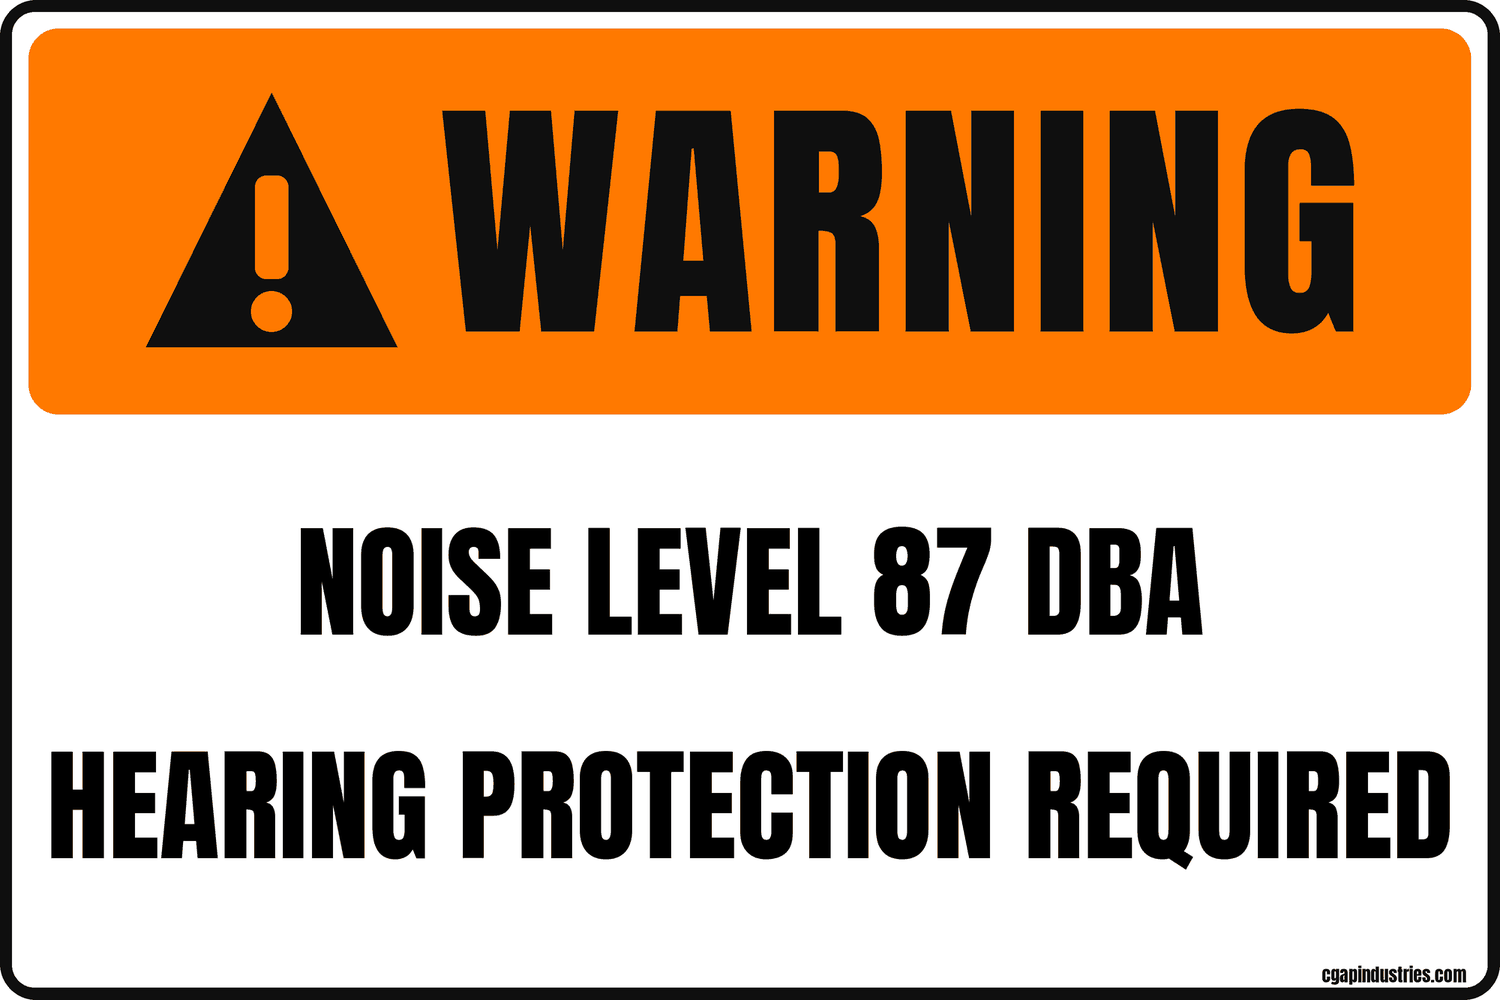 WARNING
NOISE LEVEL 87 DBA
HEARING PROTECTION REQUIRED
cgapindustries.com